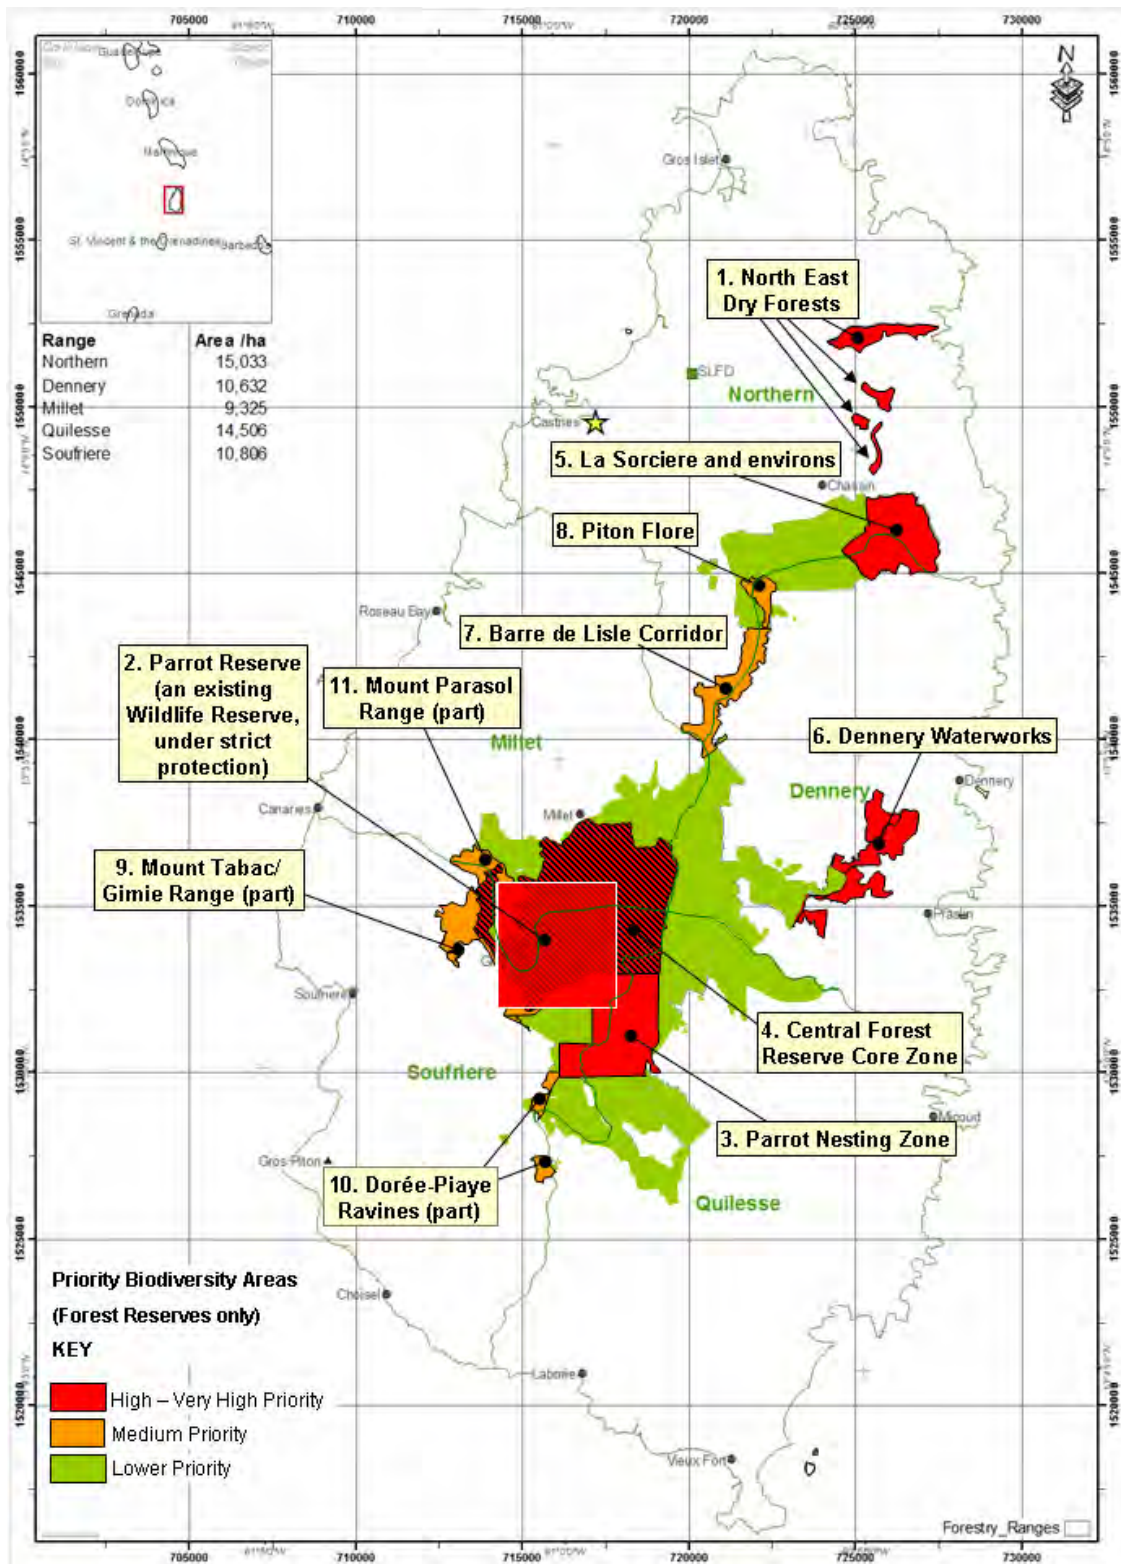 705000 710000 715000 720000 725000 730000
1560000
1555000
1550000
1545000
1540000
1535000
1530000
1525000
1520000
N
Guadeloupe
Dominica
Martinique
St. Vincent & the Grenadines
Barbados
Grenada
Range Area /ha
Northern 15,033
Dennery 10,632
Millet 9,325
Quilesse 14,506
Soufriere 10,806
Gros Islet
1. North East
Dry Forests
SLFD
Northern
Castries
5. La Sorciere and environs
Chassin
8. Piton Flore
Roseau Bay
7. Barre de Lisle Corridor
2. Parrot Reserve
(an existing
Wildlife Reserve,
under strict
protection)
11. Mount Parasol
Range (part)
Millet
6. Dennery Waterworks
Dennery
Dennery
Canaries
Millet
9. Mount Tabac/
Gimie Range (part)
Praslin
Soufriere
4. Central Forest
Reserve Core Zone
Soufriere
Micoud
3. Parrot Nesting Zone
Gros Piton
10. Dorée-Piaye
Ravines (part)
Quilesse
Priority Biodiversity Areas
(Forest Reserves only)
KEY
High – Very High Priority
Medium Priority
Lower Priority
Choisel
Laborie
Vieux Fort
Forestry_Ranges
705000 710000 715000 720000 725000 730000